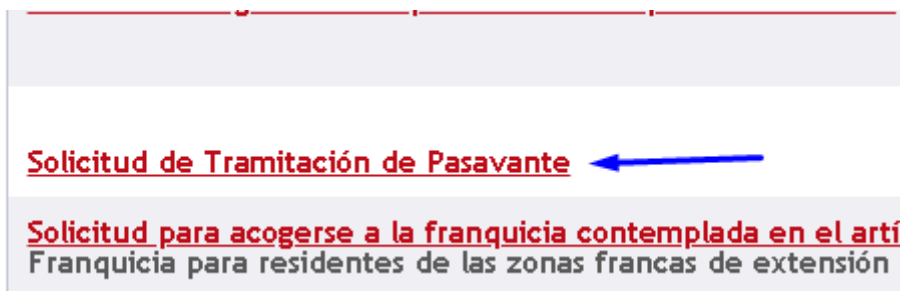 Solicitud de Tramitación de Pasavante
Solicitud para acogerse a la franquicia contemplada en el artí
Franquicia para residentes de las zonas francas de extensión